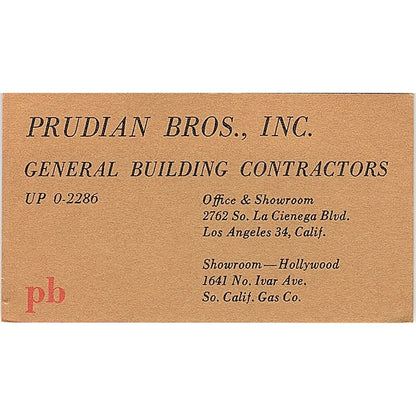 PRUDIAN BROS., INC.
GENERAL BUILDING CONTRACTORS
UP 0-2286
Office & Showroom
2762 So. La Cienega Blvd.
Los Angeles 34, Calif.
Showroom—Hollywood
1641 No. Ivar Ave.
So. Calif. Gas Co.
pb